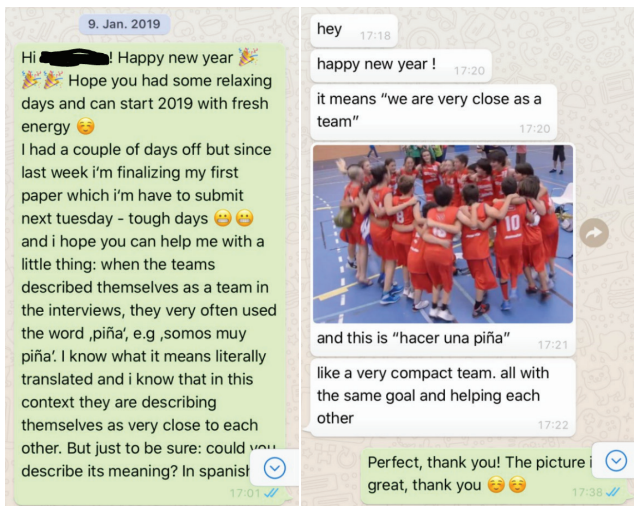 9. Jan. 2019
Hi ! Happy new year 🎉
🎉🎉 Hope you had some relaxing
days and can start 2019 with fresh
energy ☺️
I had a couple of days off but since
last week i'm finalizing my first
paper which i'm have to submit
next tuesday - tough days 😬😬
and i hope you can help me with a
little thing: when the teams
described themselves as a team in
the interviews, they very often used
the word ‚piña', e.g ‚somos muy
piña'. I know what it means literally
translated and i know that in this
context they are describing
themselves as very close to each
other. But just to be sure: could you
describe its meaning? In spanish
17:01
hey
17:18
happy new year !
17:20
it means “we are very close as a
team”
17:20
8
10
and this is “hacer una piña”
17:21
like a very compact team. all with
the same goal and helping each
other
17:22
Perfect, thank you! The picture
great, thank you ☺️☺️
17:38